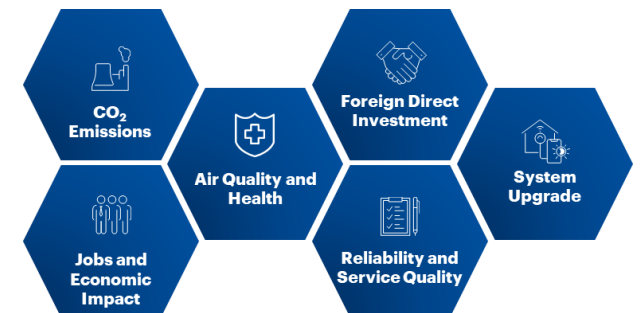 CO₂
Emissions
Jobs and
Economic
Impact
Air Quality and
Health
Foreign Direct
Investment
Reliability and
Service Quality
System
Upgrade